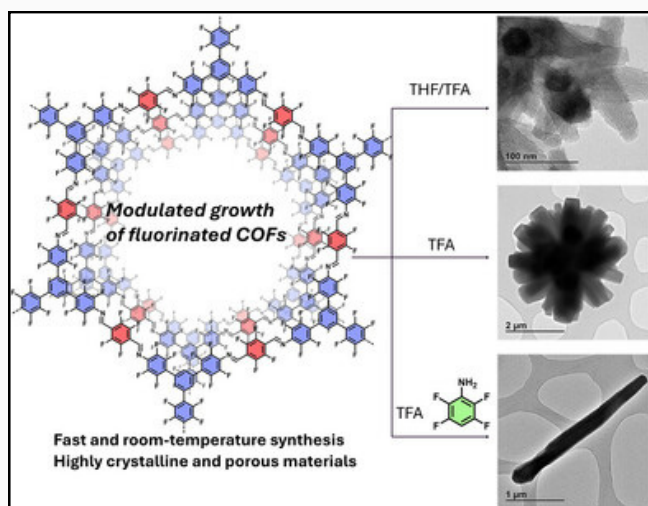 Modulated growth
of fluorinated COFs
Fast and room-temperature synthesis
Highly crystalline and porous materials
THF/TFA
100 nm
TFA
2 µm
NH₂
F
F
F
F
TFA
1 µm